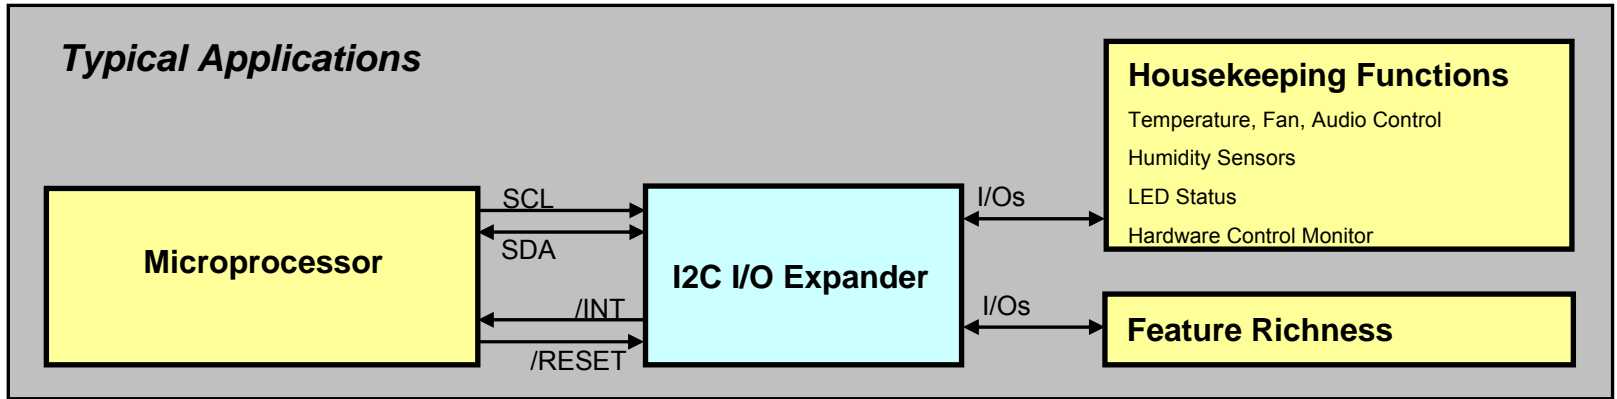 Typical Applications
Housekeeping Functions
Temperature, Fan, Audio Control
Humidity Sensors
LED Status
Hardware Control Monitor
Microprocessor
SCL
SDA
/INT
/RESET
I2C I/O Expander
I/Os
I/Os
Feature Richness